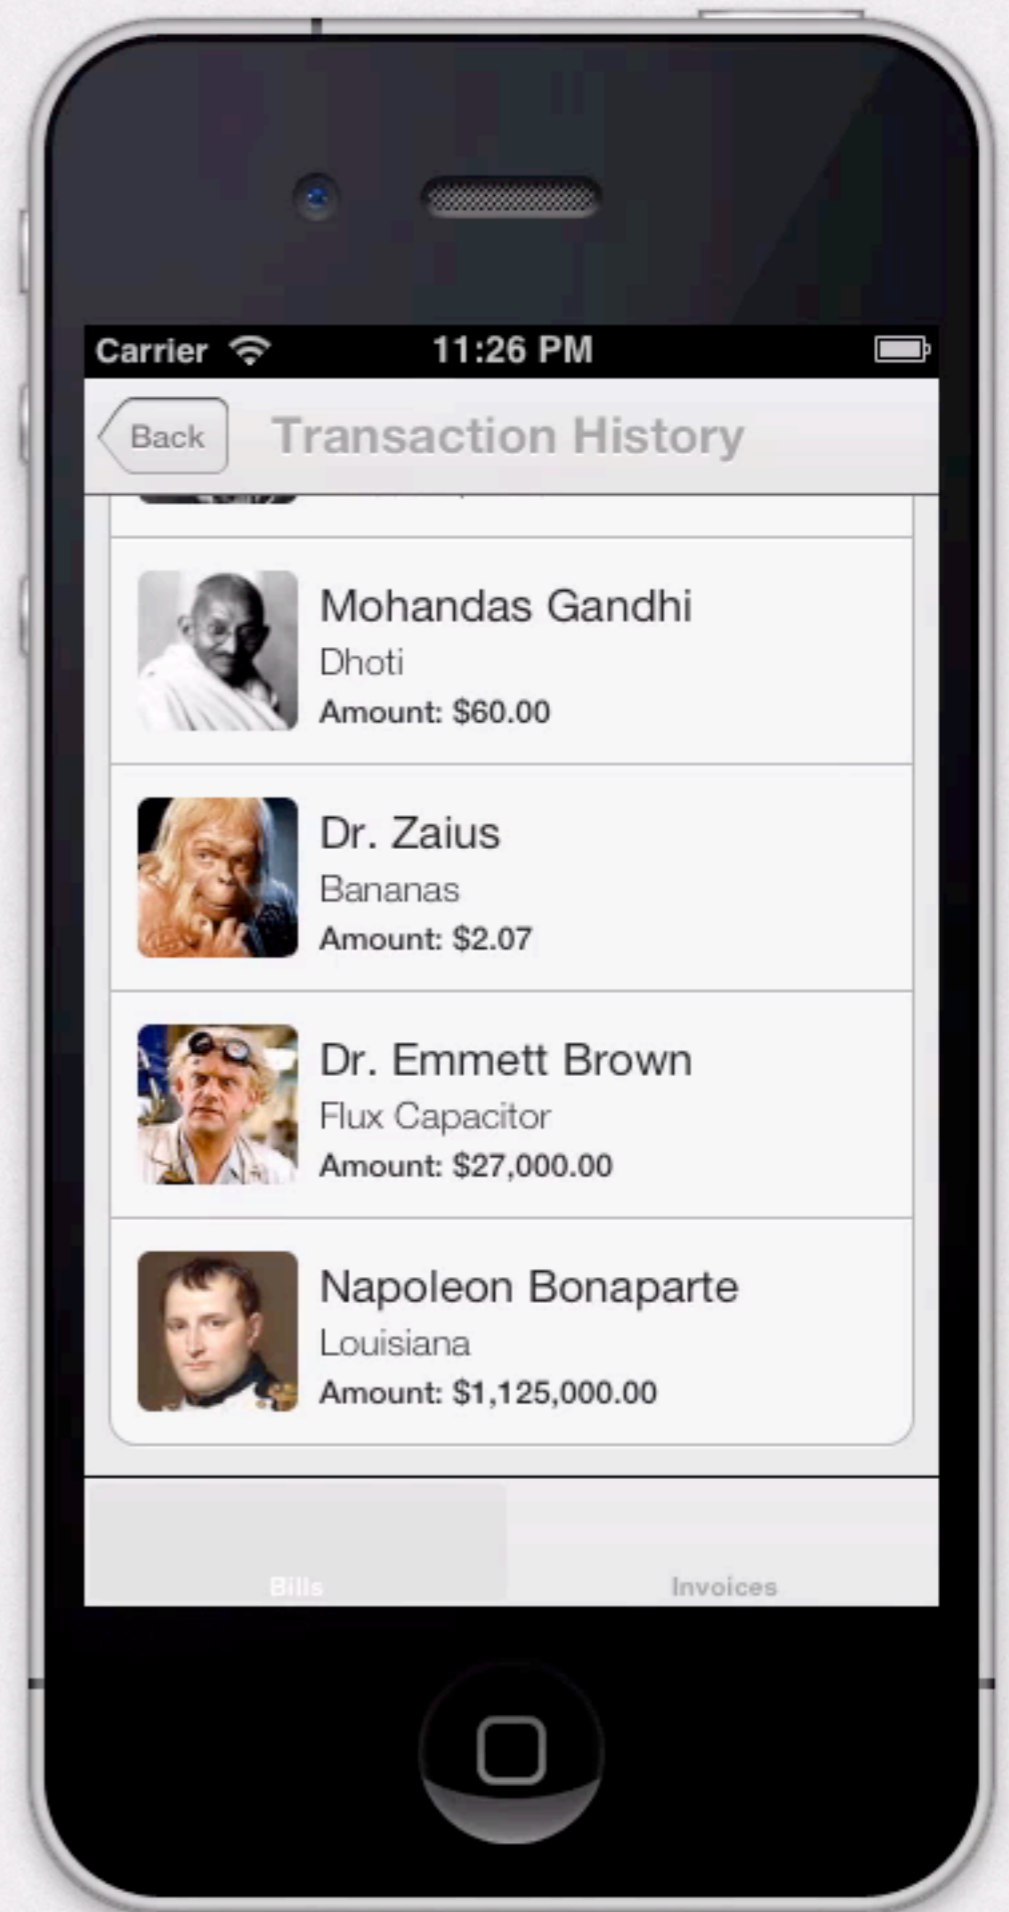 Carrier
11:26 PM
Back
Transaction History
Mohandas Gandhi
Dhoti
Amount: $60.00
Dr. Zaius
Bananas
Amount: $2.07
Dr. Emmett Brown
Flux Capacitor
Amount: $27,000.00
Napoleon Bonaparte
Louisiana
Amount: $1,125,000.00
Bills
Invoices